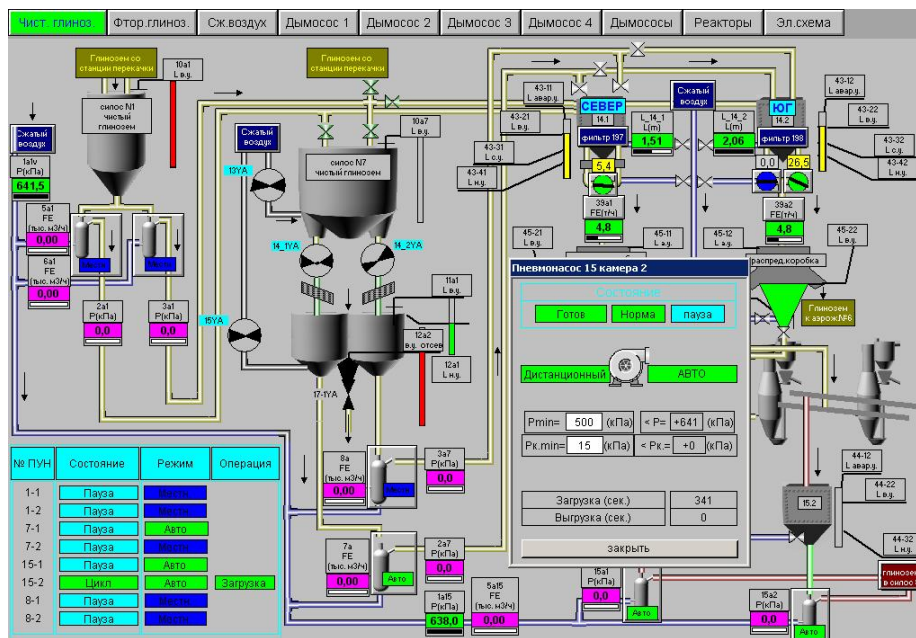 Чист. глиноз.
Фтор.глиноз.
Сж.воздух
Дымосос 1
Дымосос 2
Дымосос 3
Дымосос 4
Дымососы
Реакторы
Эл.схема
Глинозем со
станции перекачки
10а1
L в.у.
силос N1
чистый
глинозем
Сжатый
воздух
1а1v
P(кПа)
641,5
5а1
FE
(тыс. м3/ч)
0,00
6а1
FE
(тыс. м3/ч)
0,00
Местн
Местн
2а1
P(кПа)
0,0
3а1
P(кПа)
0,0
Глинозем со
станции перекачки
10а7
L в.у.
Сжатый
воздух
13YA
силос N7
чистый глинозем
14_1YA
14_2YA
15YA
11а1
L в.у.
12а2
в.у. отсев
12а1
L н.у.
17-1YA
8а
FE
(тыс. м3/ч)
0,00
Местн
3а7
P(кПа)
0,0
7а
FE
(тыс. м3/ч)
0,00
Авто
2а7
P(кПа)
0,0
1а15
P(кПа)
638,0
5а15
FE
(тыс. м3/ч)
0,00
43-11
L авар.у.
43-21
L в.у.
43-31
L с.у.
43-41
L н.у.
СЕВЕР
14.1
фильтр 197
L_14_1
L(m)
1,51
5,4
39а1
FE(т/ч)
4,8
Сжатый
воздух
L_14_2
L(m)
2,06
ЮГ
14.2
фильтр 198
0,0
26,5
39а2
FE(т/ч)
4,8
43-12
L авар.у.
43-22
L в.у.
43-32
L с.у.
43-42
L н.у.
45-21
L в.у.
45-11
L н.у.
45-12
L н.у.
45-22
L в.у.
распред.коробка
Глинозем
к аэрож.№6
44-12
L авар.у.
44-22
L в.у.
15.2
44-32
L н.у.
глинозем
в силос
15а1
P(кПа)
0,0
Авто
15а2
P(кПа)
0,0
Авто
Пневмонасос 15 камера 2
Состояние
Готов
Норма
пауза
Дистанционный
АВТО
Pmin= 500 (кПа) < P= +641 (кПа)
Pк.min= 15 (кПа) < Pк.= +0 (кПа)
Загрузка (сек.) 341
Выгрузка (сек.) 0
закрыть
№ ПУН Состояние Режим Операция
1-1 Пауза Местн.
1-2 Пауза Местн.
7-1 Пауза Авто
7-2 Пауза Местн.
15-1 Пауза Авто
15-2 Цикл Авто Загрузка
8-1 Пауза Местн.
8-2 Пауза Местн.